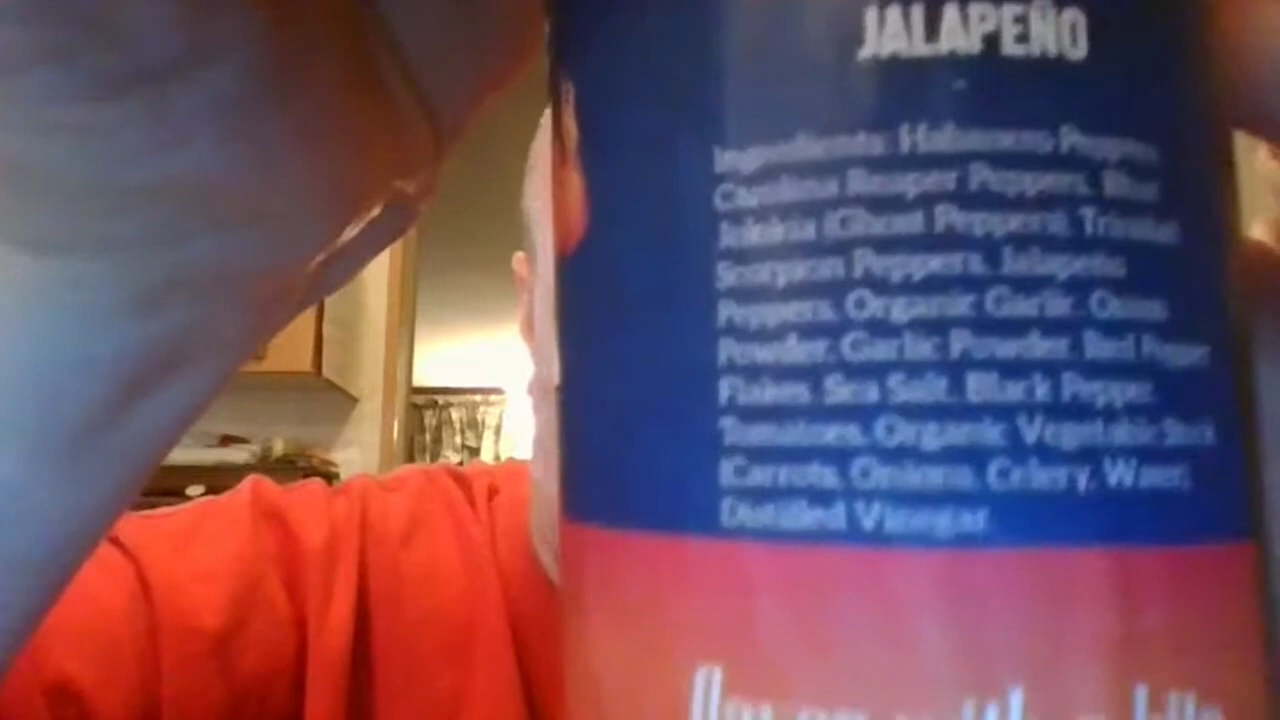 JALAPEÑO
Ingredients: Habanero Peppers,
Carolina Reaper Peppers, Bhut
Jolokia (Ghost Peppers), Trinidad
Scorpion Peppers, Jalapeño
Peppers, Organic Garlic, Onion
Powder, Garlic Powder, Red Pepper
Flakes, Sea Salt, Black Pepper,
Tomatoes, Organic Vegetable Stock
(Carrots, Onions, Celery, Water),
Distilled Vinegar